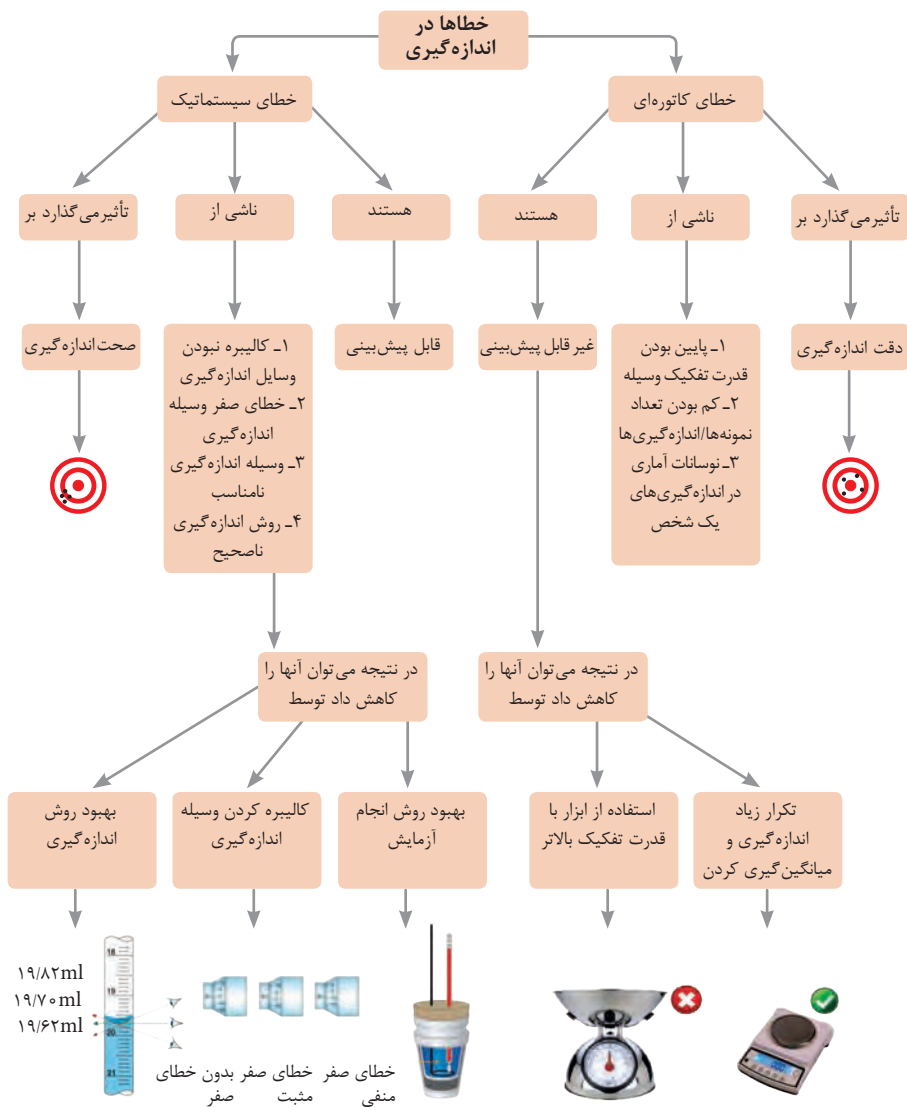 خطاها در
اندازه‌گیری
خطای کاتوره‌ای
خطای سیستماتیک
تأثیرمی‌گذارد بر
ناشی از
هستند
هستند
ناشی از
تأثیرمی‌گذارد بر
دقت اندازه‌گیری
۱ـ پایین بودن
قدرت تفکیک وسیله
۲ـ کم بودن تعداد
نمونه‌ها/اندازه‌گیری‌ها
۳ـ نوسانات آماری
در اندازه‌گیری‌های
یک شخص
غیر قابل پیش‌بینی
قابل پیش‌بینی
۱ـ کالیبره نبودن
وسایل اندازه‌گیری
۲ـ خطای صفر وسیله
اندازه‌گیری
۳ـ وسیله اندازه‌گیری
نامناسب
۴ـ روش اندازه‌گیری
ناصحیح
صحت اندازه‌گیری
در نتیجه می‌توان آنها را
کاهش داد توسط
در نتیجه می‌توان آنها را
کاهش داد توسط
تکرار زیاد
اندازه‌گیری و
میانگین‌گیری کردن
استفاده از ابزار با
قدرت تفکیک بالاتر
بهبود روش انجام
آزمایش
کالیبره کردن وسیله
اندازه‌گیری
بهبود روش
اندازه‌گیری
18
19
20
21
۱۹/۸۲ml
۱۹/۷۰ml
۱۹/۶۲ml
خطای صفر
منفی
خطای صفر
مثبت
بدون خطای
صفر